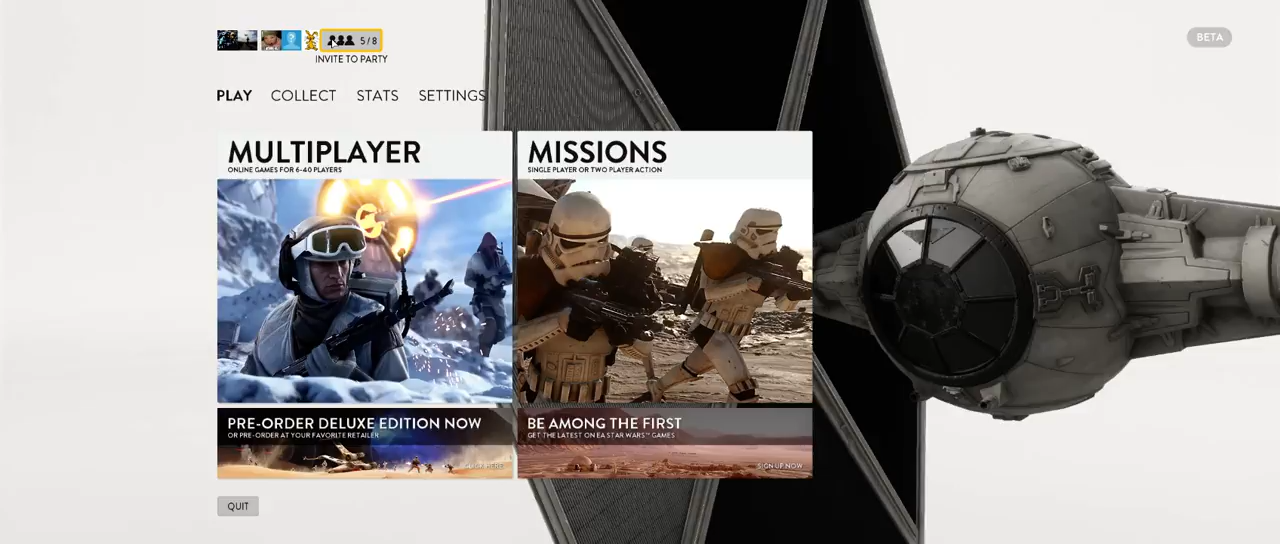 5/8
BETA
INVITE TO PARTY
PLAY COLLECT STATS SETTINGS
MULTIPLAYER
ONLINE GAMES FOR 6-40 PLAYERS
MISSIONS
SINGLE PLAYER OR TWO PLAYER ACTION
PRE-ORDER DELUXE EDITION NOW
OR PRE-ORDER AT YOUR FAVORITE RETAILER
CLICK HERE
BE AMONG THE FIRST
GET THE LATEST ON EA STAR WARS™ GAMES
SIGN UP NOW
QUIT